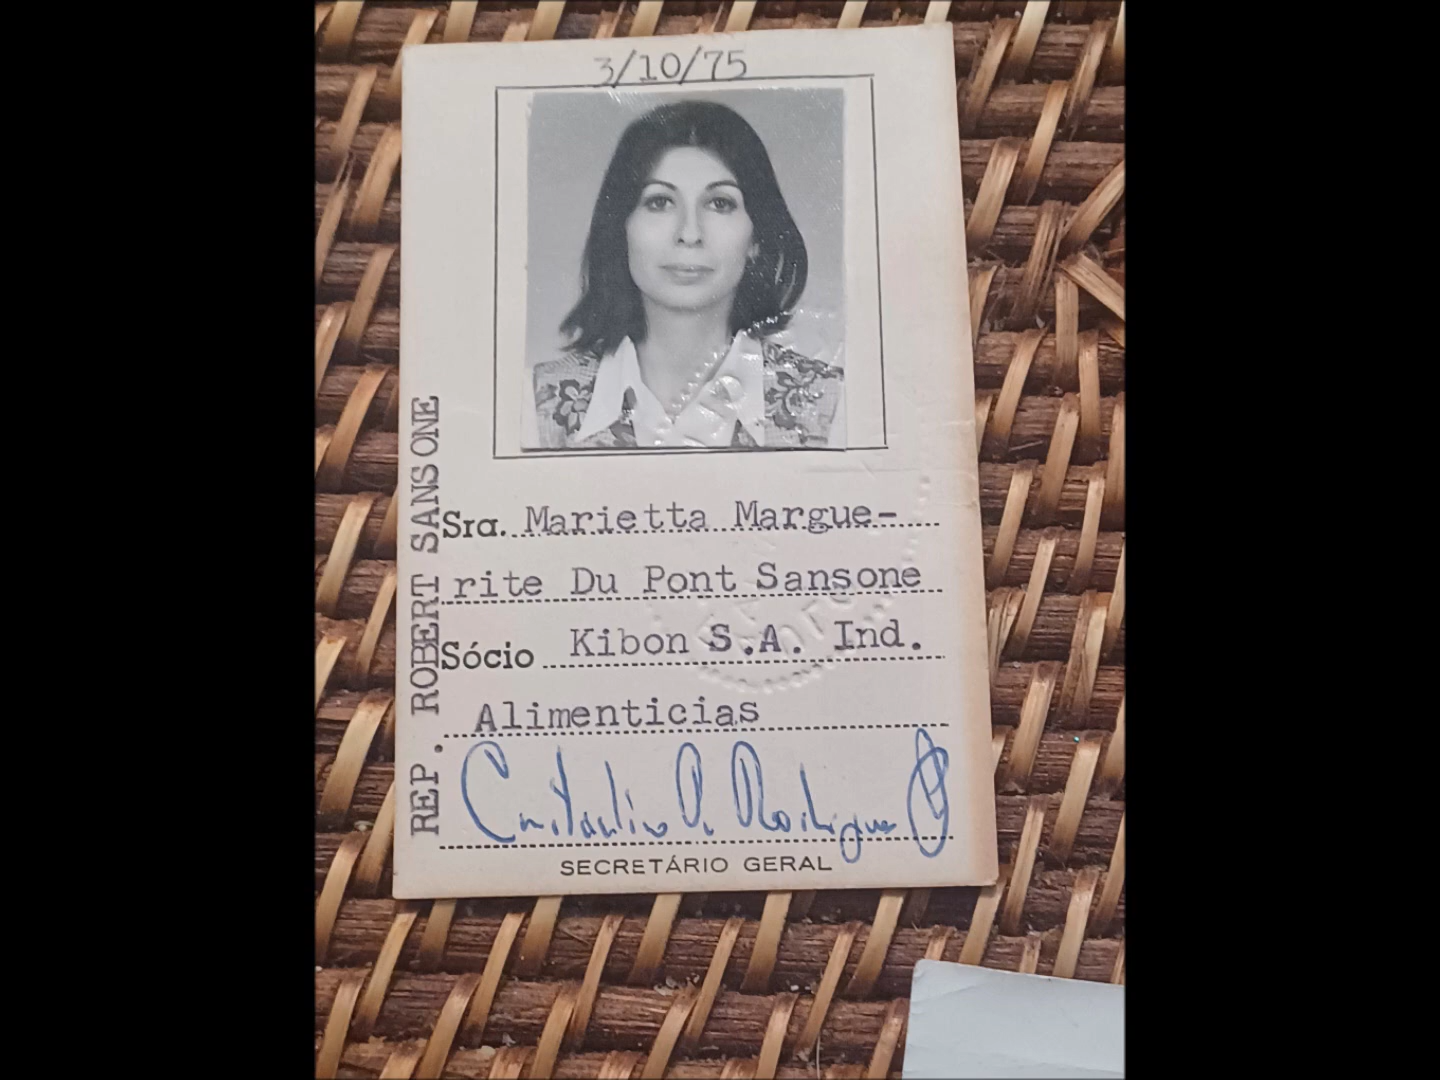 3/10/75
Sra. Marietta Margue-
rite Du Pont Sansone
Sócio Kibon S.A. Ind.
Alimenticias
SECRETÁRIO GERAL
REP. ROBERT SANSONE